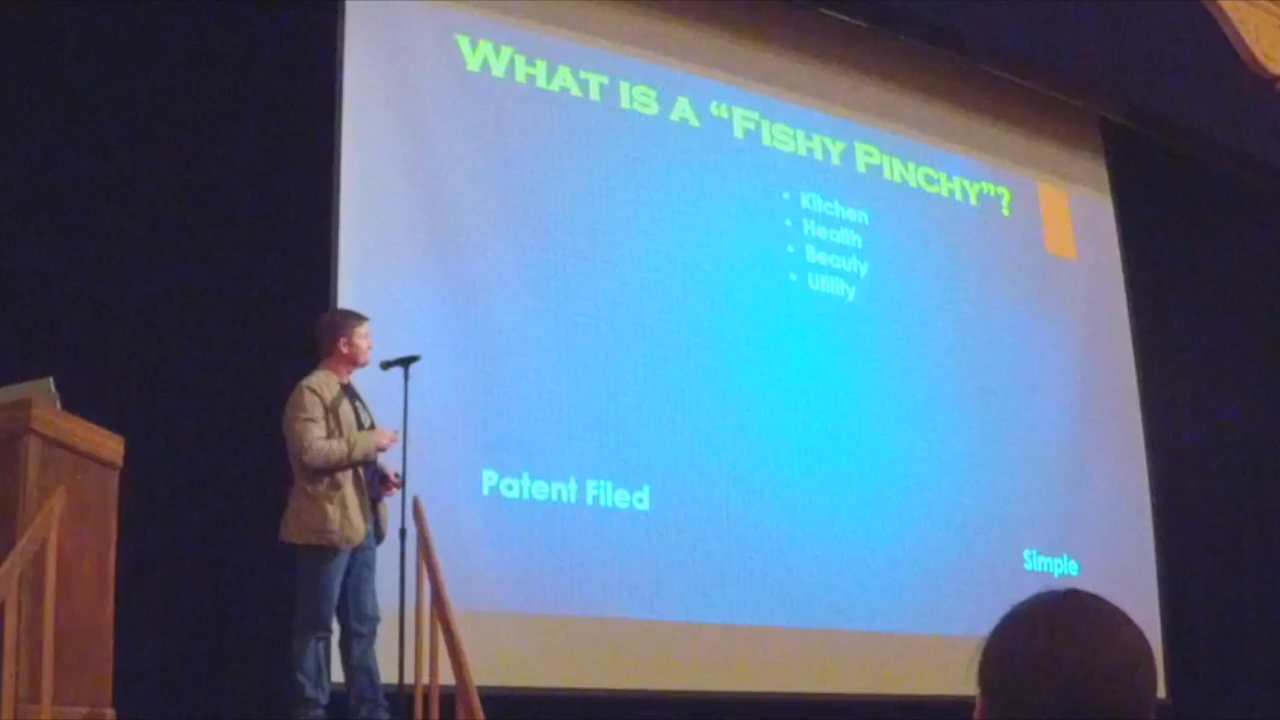 WHAT IS A “FISHY PINCHY”?
• Kitchen
• Health
• Beauty
• Utility
Patent Filed
Simple